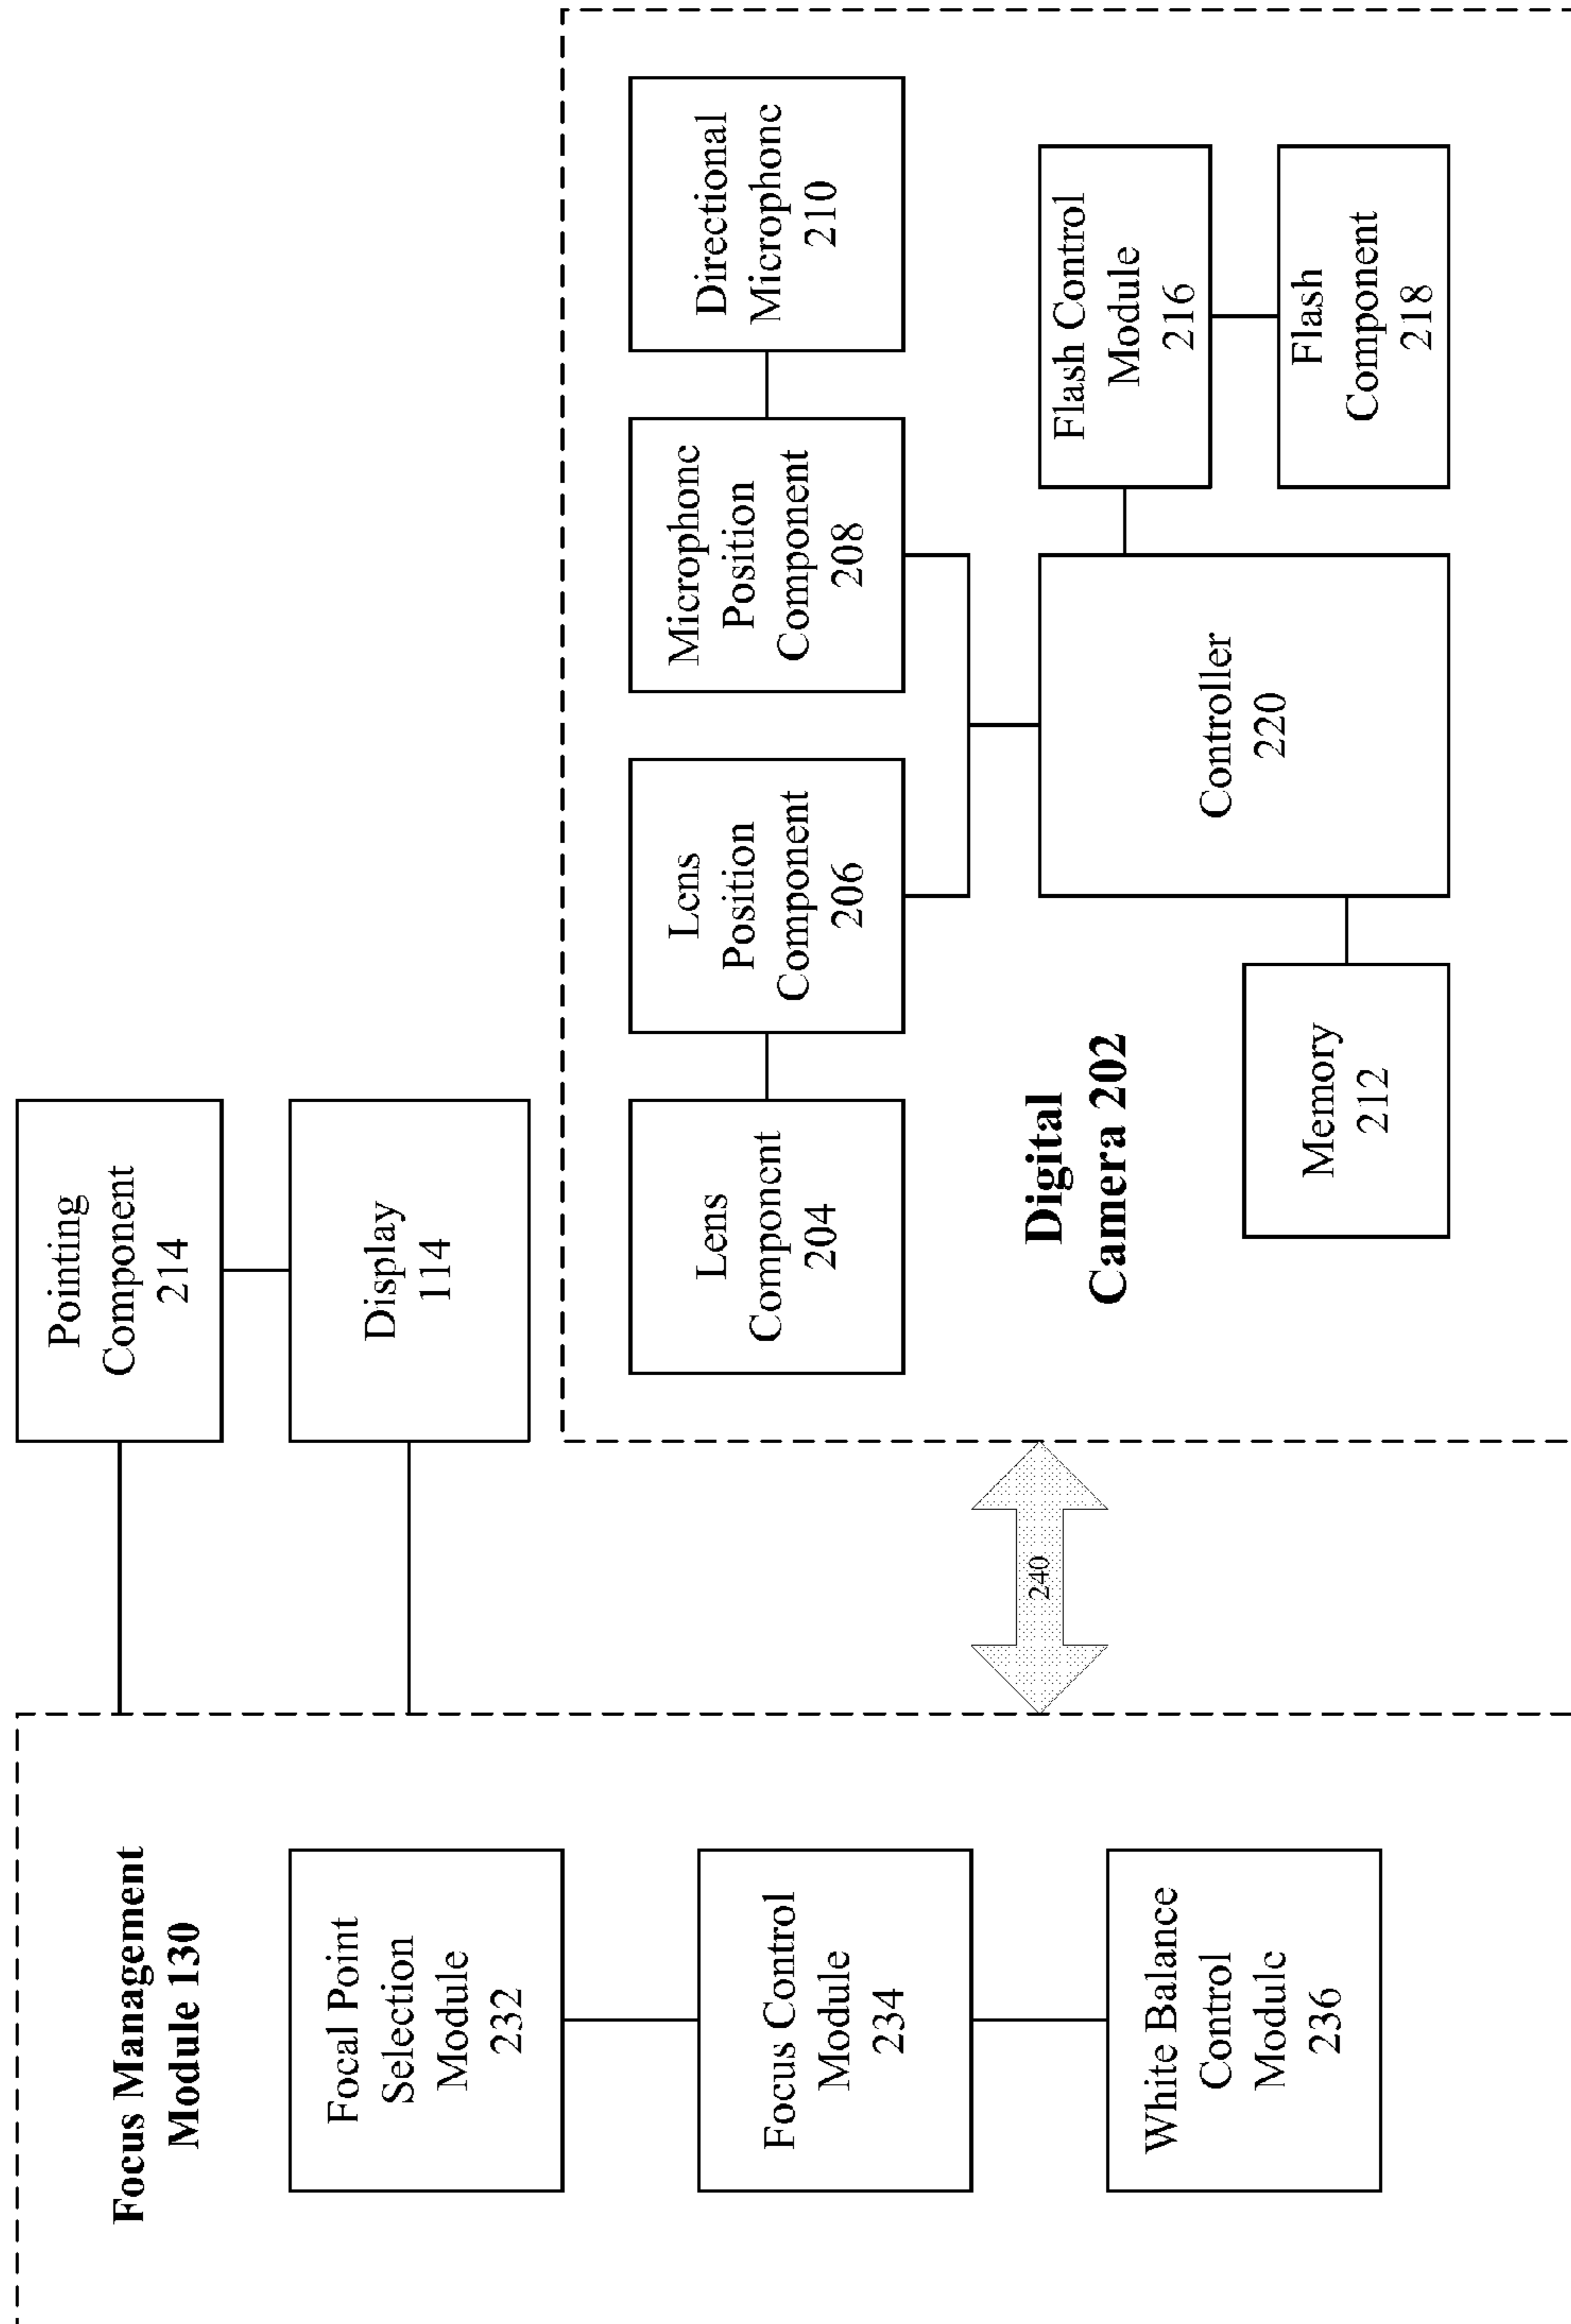 Focus Management
Module 130
Focal Point
Selection
Module
232
Focus Control
Module
234
White Balance
Control
Module
236
240
Pointing
Component
214
Display
114
Digital
Camera 202
Lens
Component
204
Lens
Position
Component
206
Microphone
Position
Component
208
Directional
Microphone
210
Memory
212
Controller
220
Flash Control
Module
216
Flash
Component
218